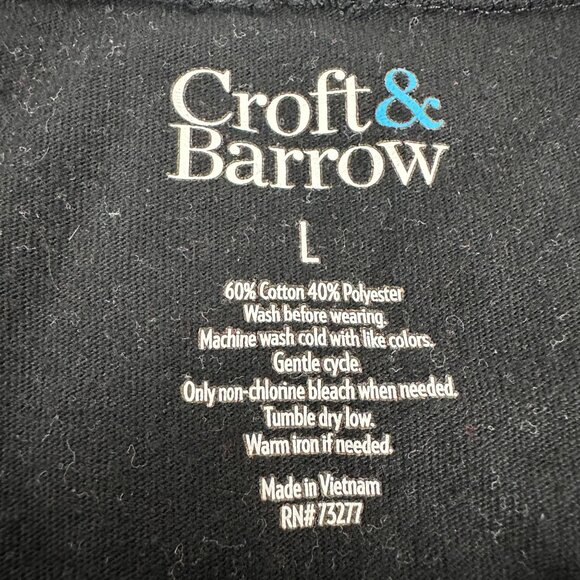 Croft&
Barrow
L
60% Cotton 40% Polyester
Wash before wearing.
Machine wash cold with like colors.
Gentle cycle.
Only non-chlorine bleach when needed.
Tumble dry low.
Warm iron if needed.
Made in Vietnam
RN# 73277